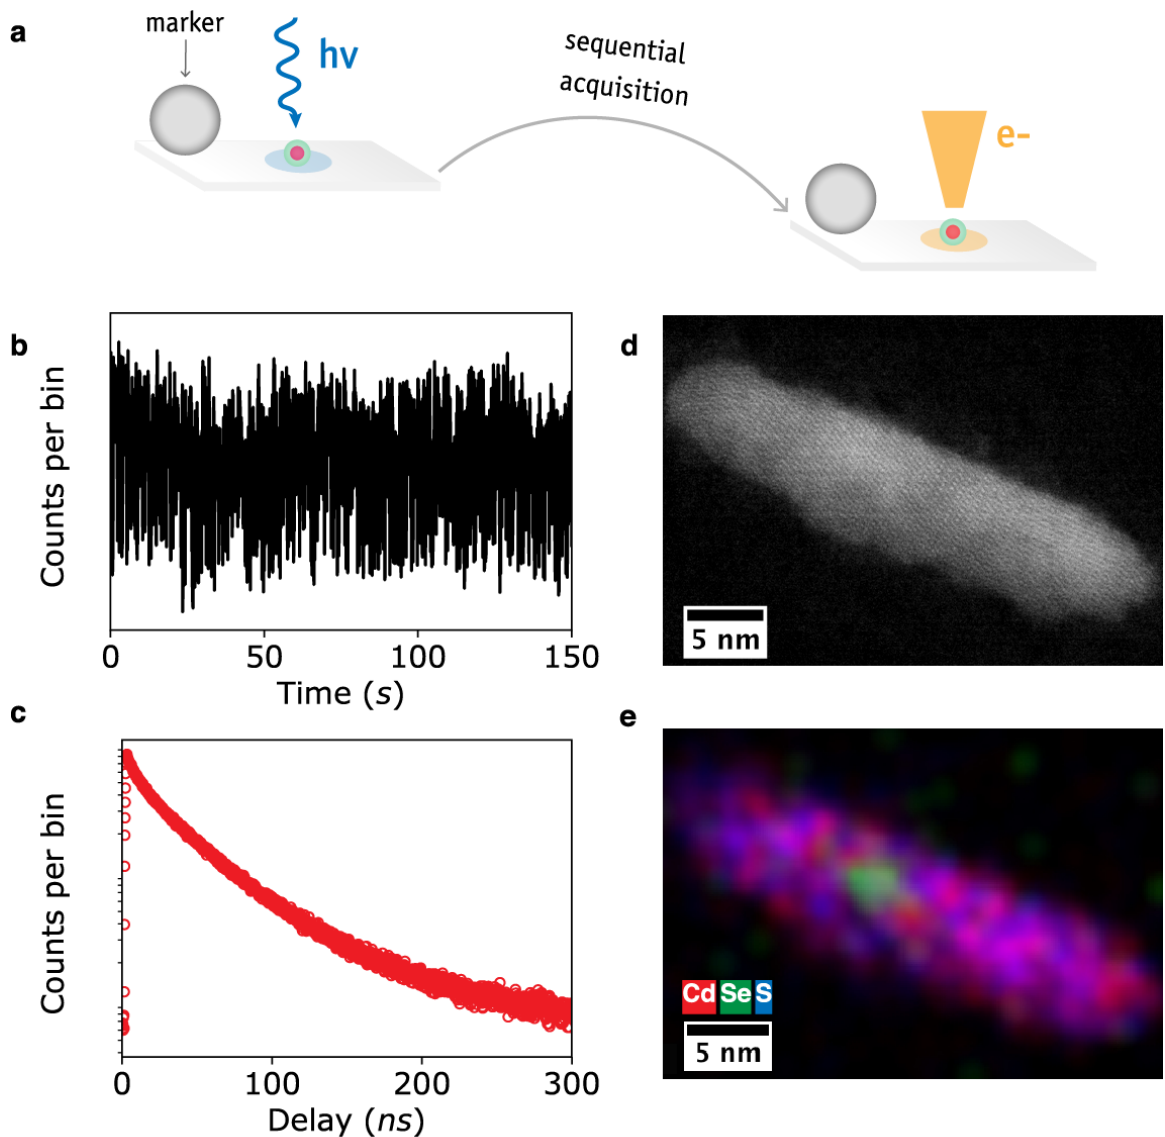 a
marker
hv
sequential
acquisition
e-
b
Counts per bin
0 50 100 150
Time (s)
c
Counts per bin
0 100 200 300
Delay (ns)
d
5 nm
e
Cd Se S
5 nm